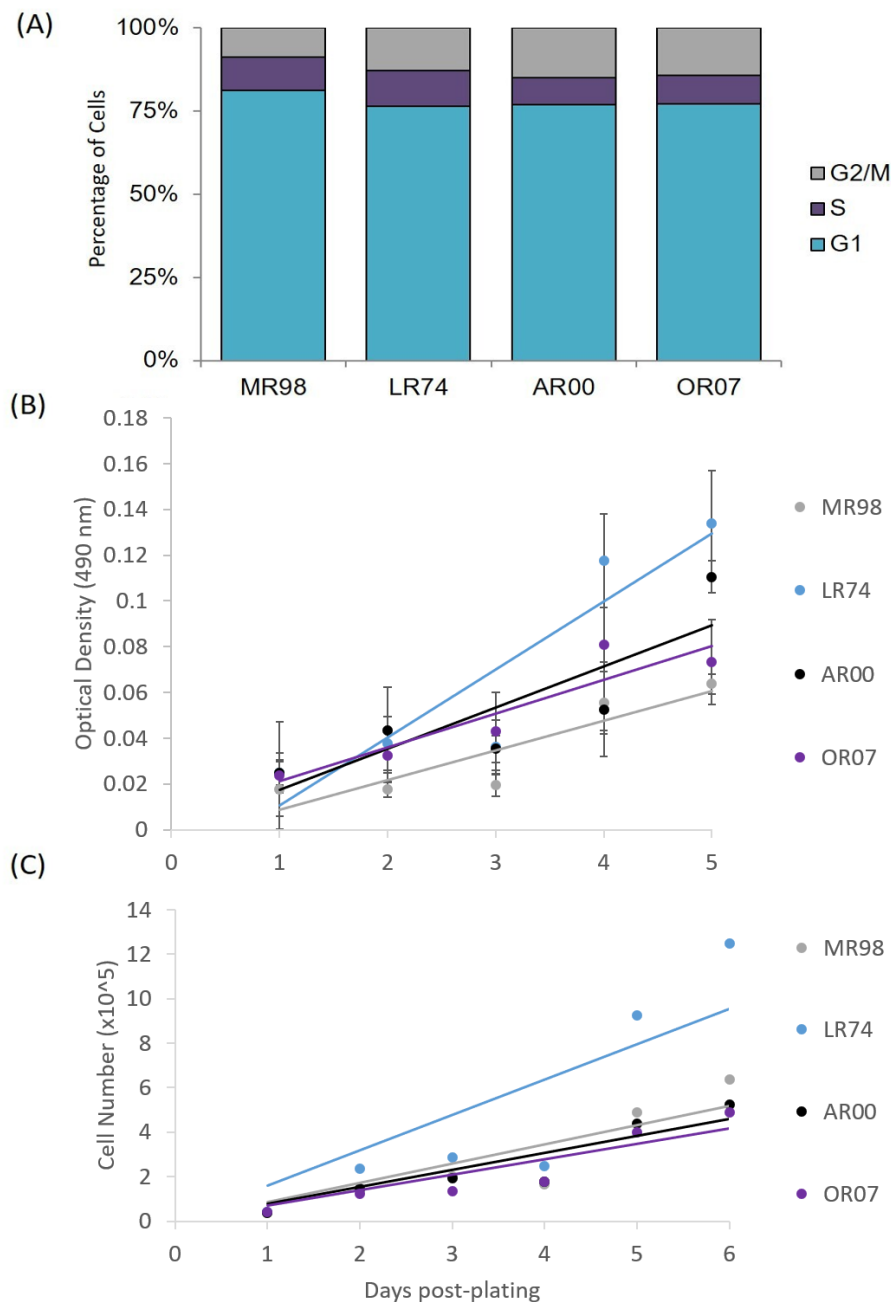 (A)
100%
75%
50%
25%
0%
Percentage of Cells
G2/M
S
G1
MR98 LR74 AR00 OR07
(B)
0.18
0.16
0.14
0.12
0.1
0.08
0.06
0.04
0.02
0
Optical Density (490 nm)
MR98
LR74
AR00
OR07
0 1 2 3 4 5
(C)
14
12
10
8
6
4
2
0
Cell Number (x10^5)
MR98
LR74
AR00
OR07
0 1 2 3 4 5 6
Days post-plating